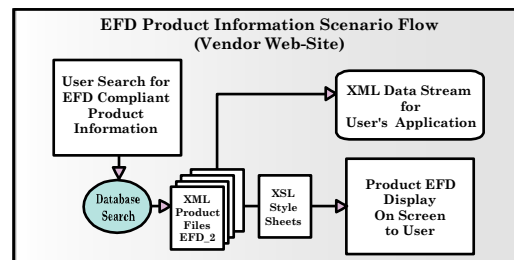 EFD Product Information Scenario Flow
(Vendor Web-Site)
User Search for
EFD Compliant
Product
Information
XML Data Stream
for
User's Application
Database
Search
XML
Product
Files
EFD_2
XSL
Style
Sheets
Product EFD
Display
On Screen
to User